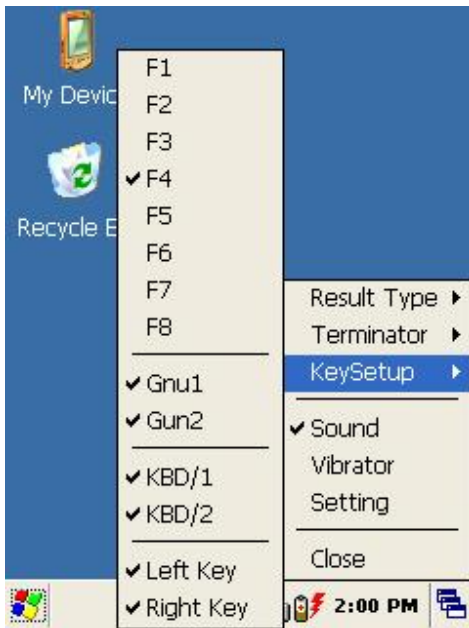 My Devic
Recycle B
F1
F2
F3
F4
F5
F6
F7
F8
Gnu1
Gun2
KBD/1
KBD/2
Left Key
Right Key
Result Type
Terminator
KeySetup
Sound
Vibrator
Setting
Close
2:00 PM